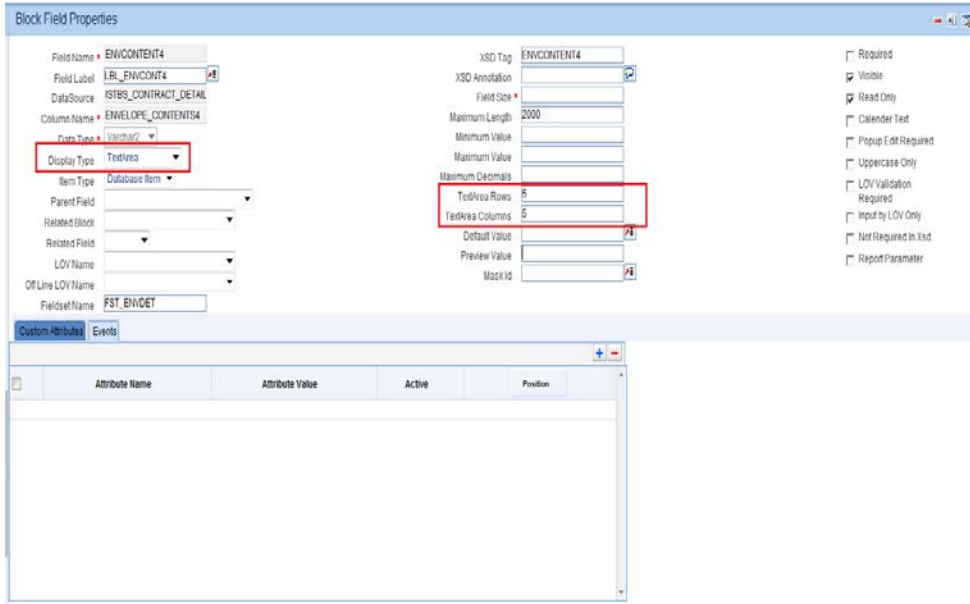 Block Field Properties
Field Name * ENVCONTENT4
Field Label LBL_ENVCONT4
DataSource ISTBS_CONTRACT_DETAIL
Column Name * ENVELOPE_CONTENTS4
Data Type * Varchar2
Display Type TextArea
Item Type Database Item
Parent Field
Related Block
Related Field
LOV Name
Off Line LOV Name
Fieldset Name FST_ENVDET
XSD Tag ENVCONTENT4
XSD Annotation
Field Size *
Maximum Length 2000
Minimum Value
Maximum Value
Maximum Decimals
TextArea Rows 5
TextArea Columns 5
Default Value
Preview Value
Mask Id
Required
Visible
Read Only
Calender Text
Popup Edit Required
Uppercase Only
LOV Validation
Required
Input by LOV Only
Not Required In Xsd
Report Parameter
Custom Attributes Events
Attribute Name Attribute Value Active Position